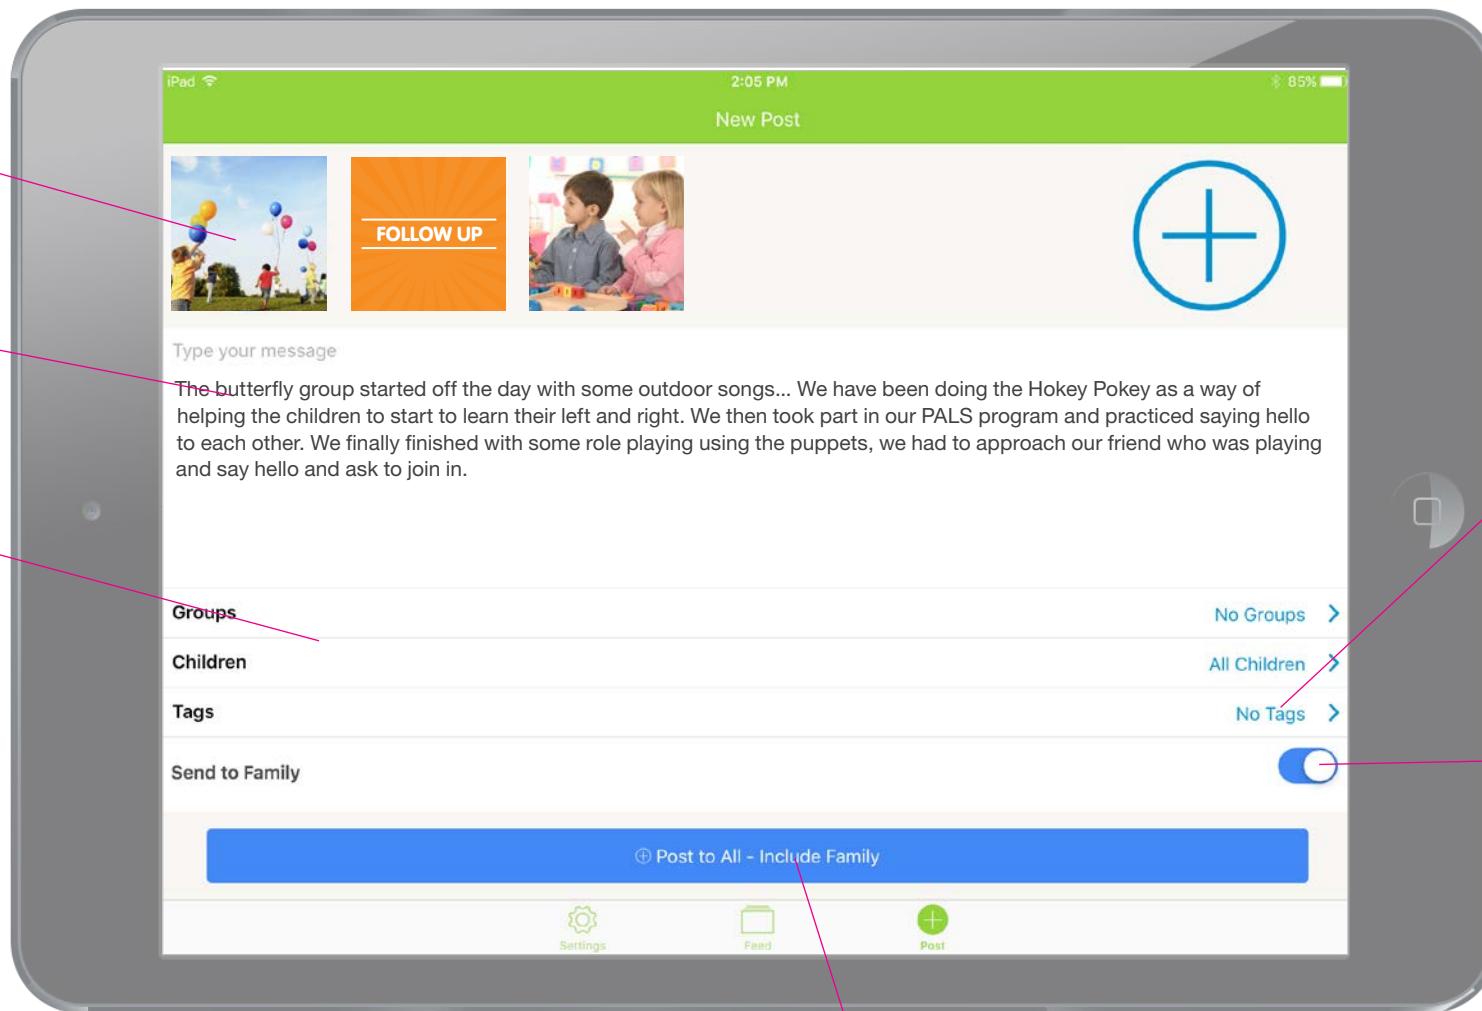 iPad 2:05 PM 85%
New Post
FOLLOW UP
Type your message
The butterfly group started off the day with some outdoor songs... We have been doing the Hokey Pokey as a way of
helping the children to start to learn their left and right. We then took part in our PALS program and practiced saying hello
to each other. We finally finished with some role playing using the puppets, we had to approach our friend who was playing
and say hello and ask to join in.
Groups No Groups
Children All Children
Tags No Tags
Send to Family
Post to All - Include Family
Settings Feed Post